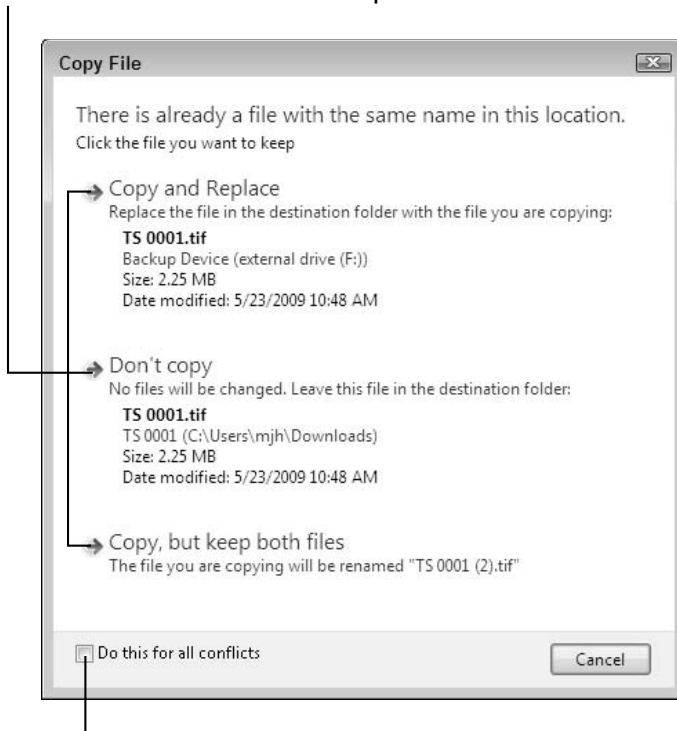 Copy File
There is already a file with the same name in this location.
Click the file you want to keep
Copy and Replace
Replace the file in the destination folder with the file you are copying:
TS 0001.tif
Backup Device (external drive (F:))
Size: 2.25 MB
Date modified: 5/23/2009 10:48 AM
Don't copy
No files will be changed. Leave this file in the destination folder:
TS 0001.tif
TS 0001 (C:\Users\mjh\Downloads)
Size: 2.25 MB
Date modified: 5/23/2009 10:48 AM
Copy, but keep both files
The file you are copying will be renamed "TS 0001 (2).tif"
Do this for all conflicts
Cancel